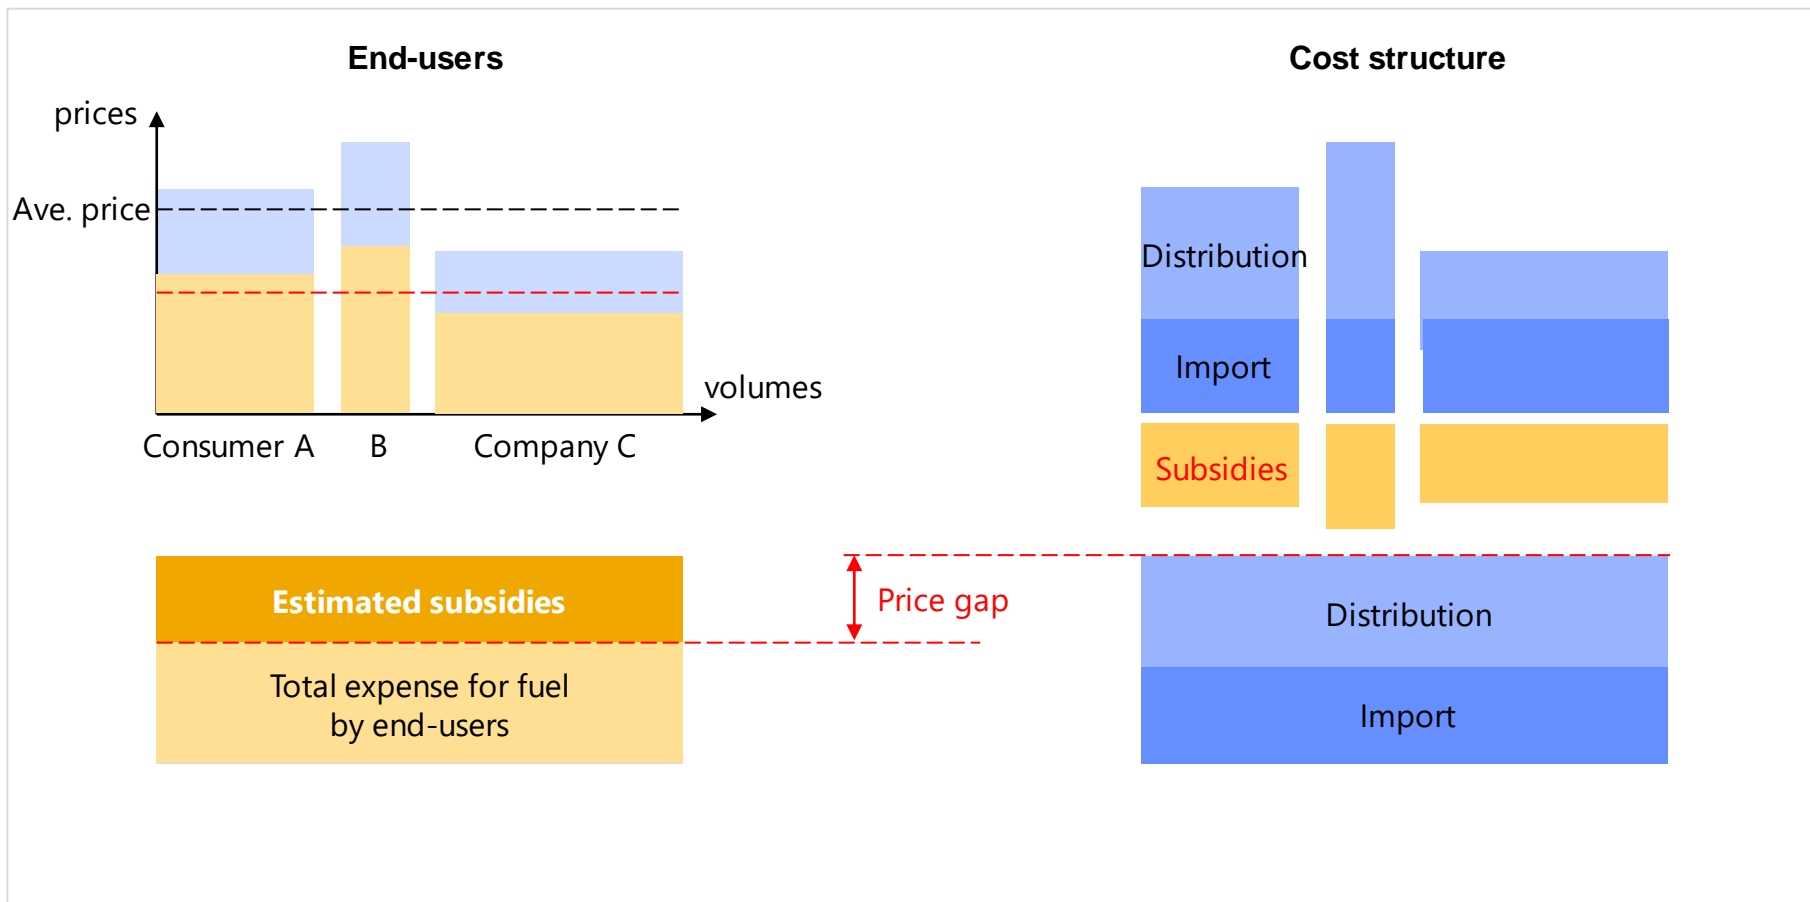 End-users
prices
Ave. price
volumes
Consumer A
B
Company C
Estimated subsidies
Total expense for fuel
by end-users
Price gap
Cost structure
Distribution
Import
Subsidies
Distribution
Import